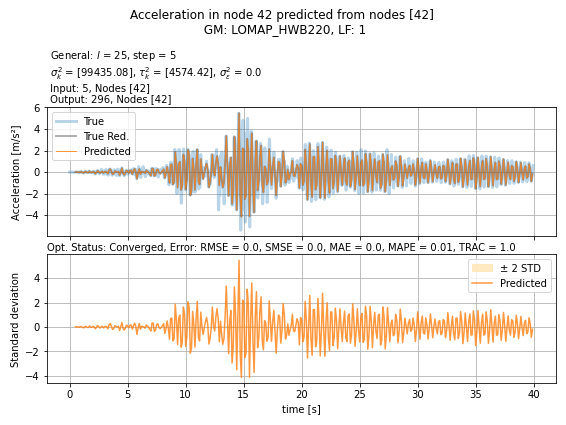 Acceleration in node 42 predicted from nodes [42]
GM: LOMAP_HWB220, LF: 1
General: l = 25, step = 5
σ²ₖ = [99435.08], τ²ₖ = [4574.42], σ²ε = 0.0
Input: 5, Nodes [42]
Output: 296, Nodes [42]
Acceleration [m/s²]
6
4
2
0
−2
−4
True
True Red.
Predicted
Opt. Status: Converged, Error: RMSE = 0.0, SMSE = 0.0, MAE = 0.0, MAPE = 0.01, TRAC = 1.0
Standard deviation
4
2
0
−2
−4
± 2 STD
Predicted
0 5 10 15 20 25 30 35 40
time [s]